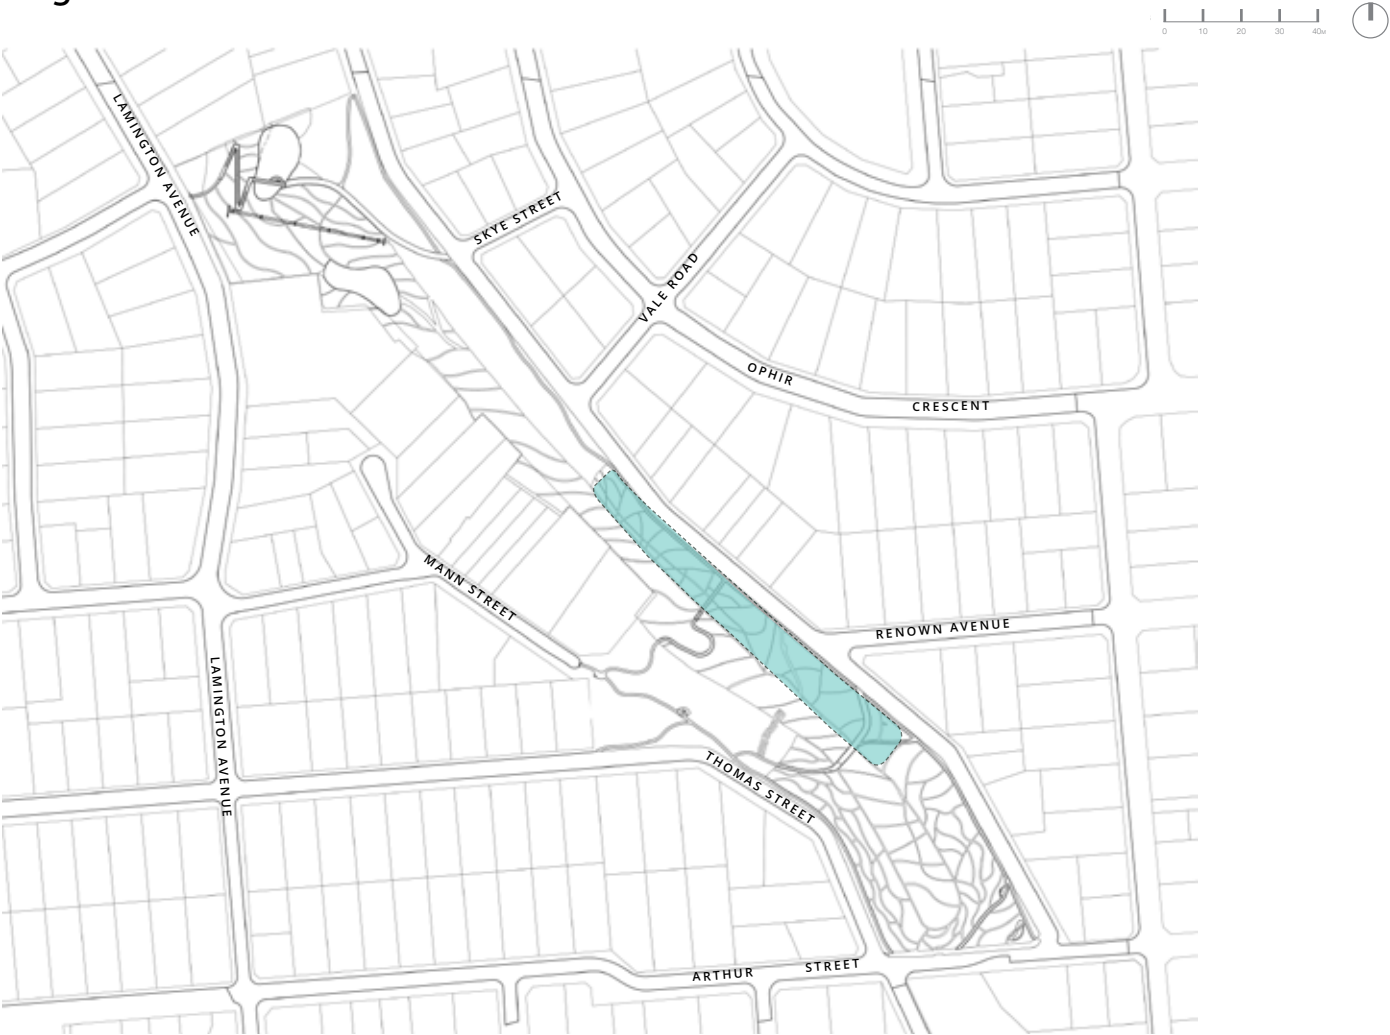 0 10 20 30 40M
LAMINGTON AVENUE
SKYE STREET
VALE ROAD
OPHIR CRESCENT
MANN STREET
RENOWN AVENUE
LAMINGTON AVENUE
THOMAS STREET
ARTHUR STREET